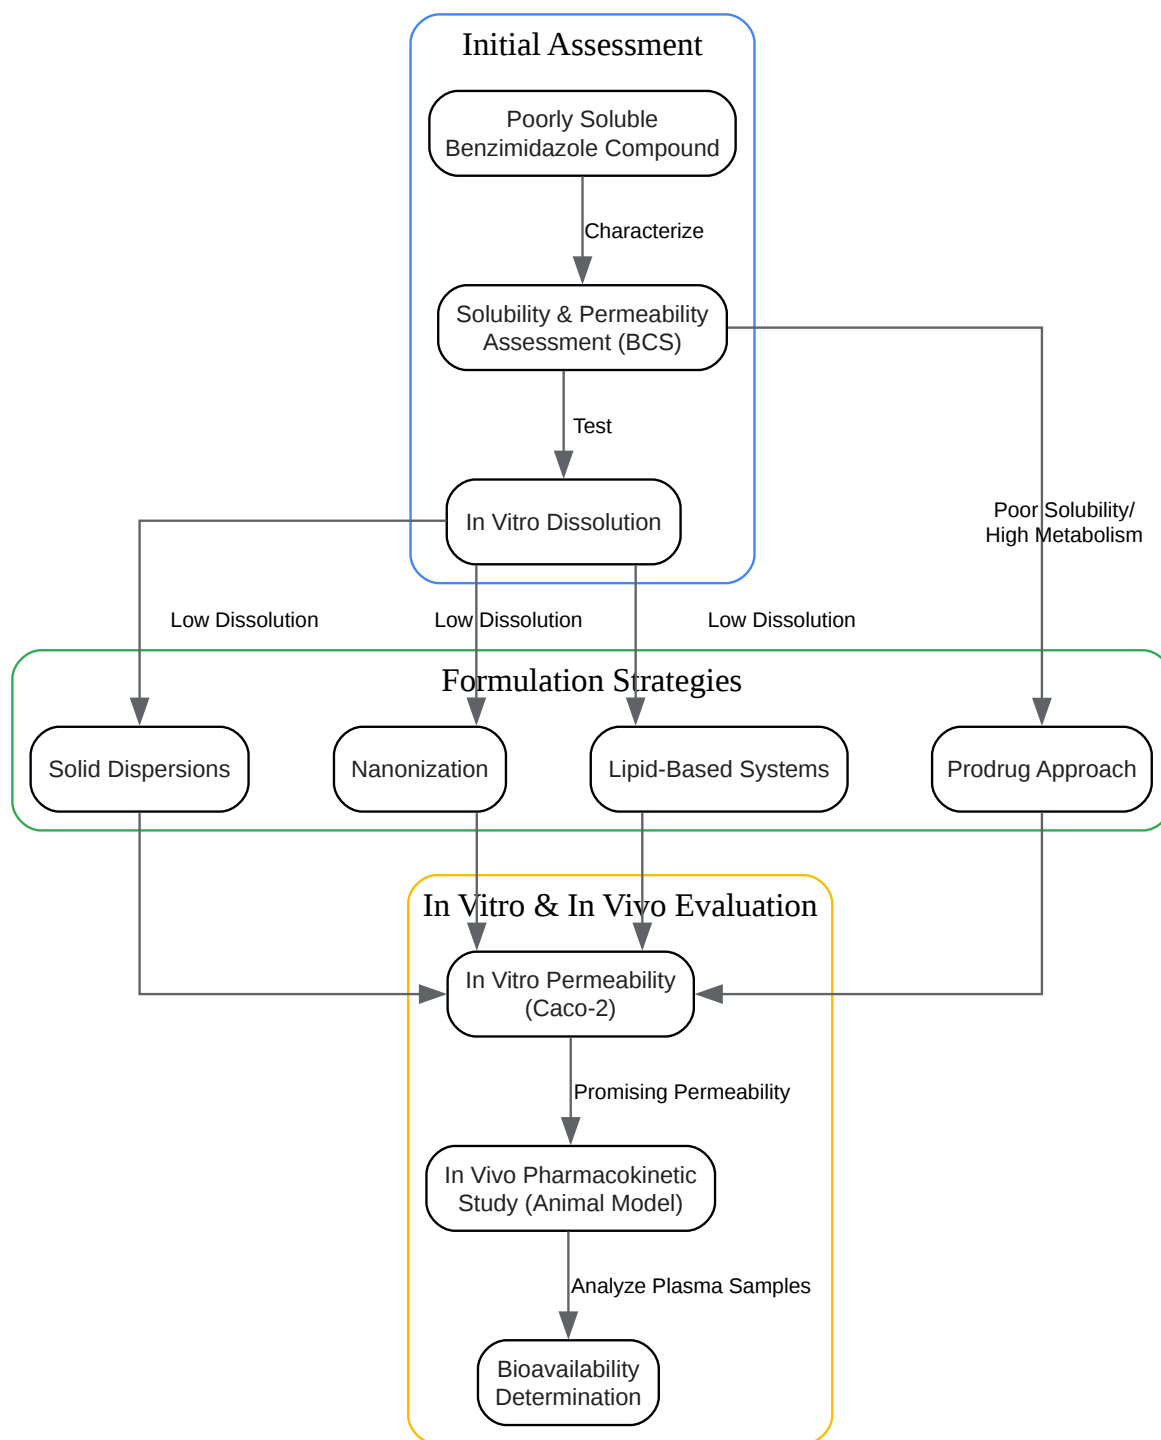 Initial Assessment
Poorly Soluble
Benzimidazole Compound
Characterize
Solubility & Permeability
Assessment (BCS)
Test
In Vitro Dissolution
Poor Solubility/
High Metabolism
Low Dissolution
Low Dissolution
Low Dissolution
Formulation Strategies
Solid Dispersions
Nanonization
Lipid-Based Systems
Prodrug Approach
In Vitro & In Vivo Evaluation
In Vitro Permeability
(Caco-2)
Promising Permeability
In Vivo Pharmacokinetic
Study (Animal Model)
Analyze Plasma Samples
Bioavailability
Determination